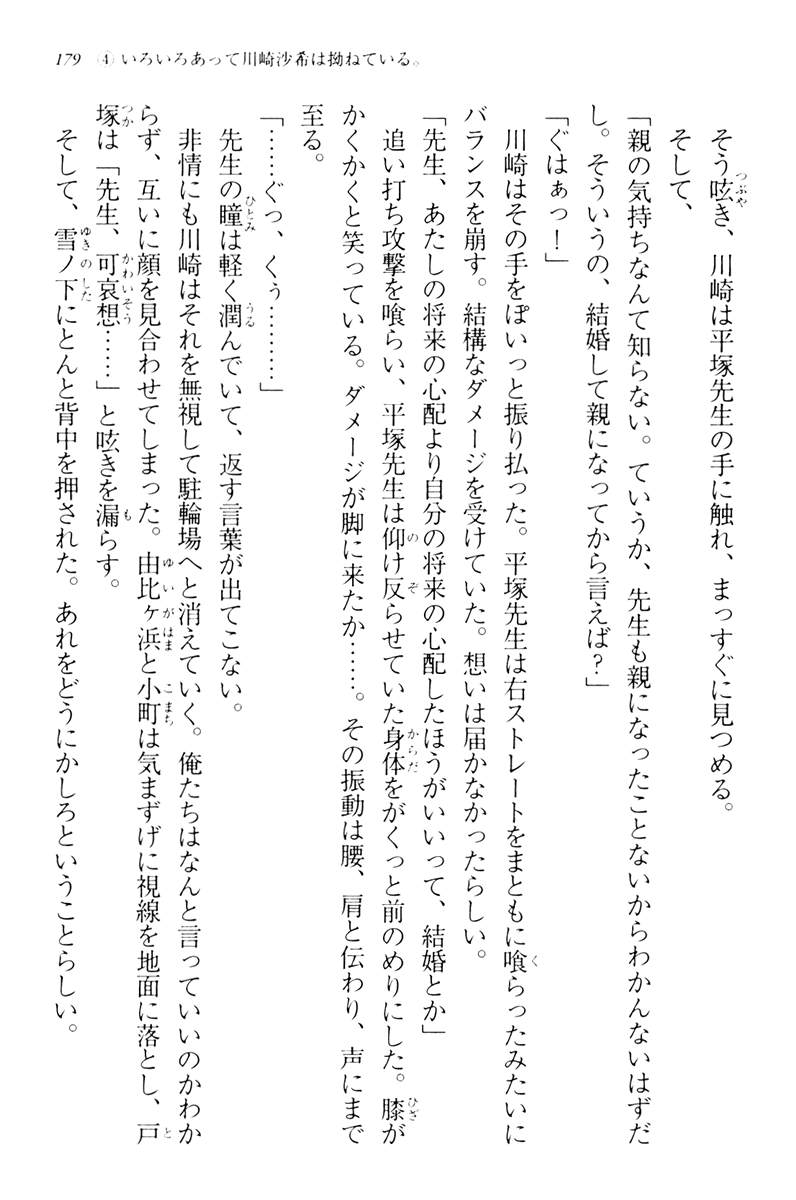 179　④ いろいろあって川崎沙希は拗ねている。
そう呟き、川崎は平塚先生の手に触れ、まっすぐに見つめる。
そして、
「親の気持ちなんて知らない。ていうか、先生も親になったことないからわかんないはずだ
し。そういうの、結婚して親になってから言えば？」
「ぐはぁっ！」
川崎はその手をぽいっと振り払った。平塚先生は右ストレートをまともに喰らったみたいに
バランスを崩す。結構なダメージを受けていた。想いは届かなかったらしい。
「先生、あたしの将来の心配より自分の将来の心配したほうがいいって、結婚とか」
追い打ち攻撃を喰らい、平塚先生は仰け反らせていた身体をがくっと前のめりにした。膝が
かくかくと笑っている。ダメージが脚に来たか……。その振動は腰、肩と伝わり、声にまで
至る。
「……ぐっ、くぅ………」
先生の瞳は軽く潤んでいて、返す言葉が出てこない。
非情にも川崎はそれを無視して駐輪場へと消えていく。俺たちはなんと言っていいのかわか
らず、互いに顔を見合わせてしまった。由比ヶ浜と小町は気まずげに視線を地面に落とし、戸
塚は「先生、可哀想……」と呟きを漏らす。
そして、雪ノ下にとんと背中を押された。あれをどうにかしろということらしい。